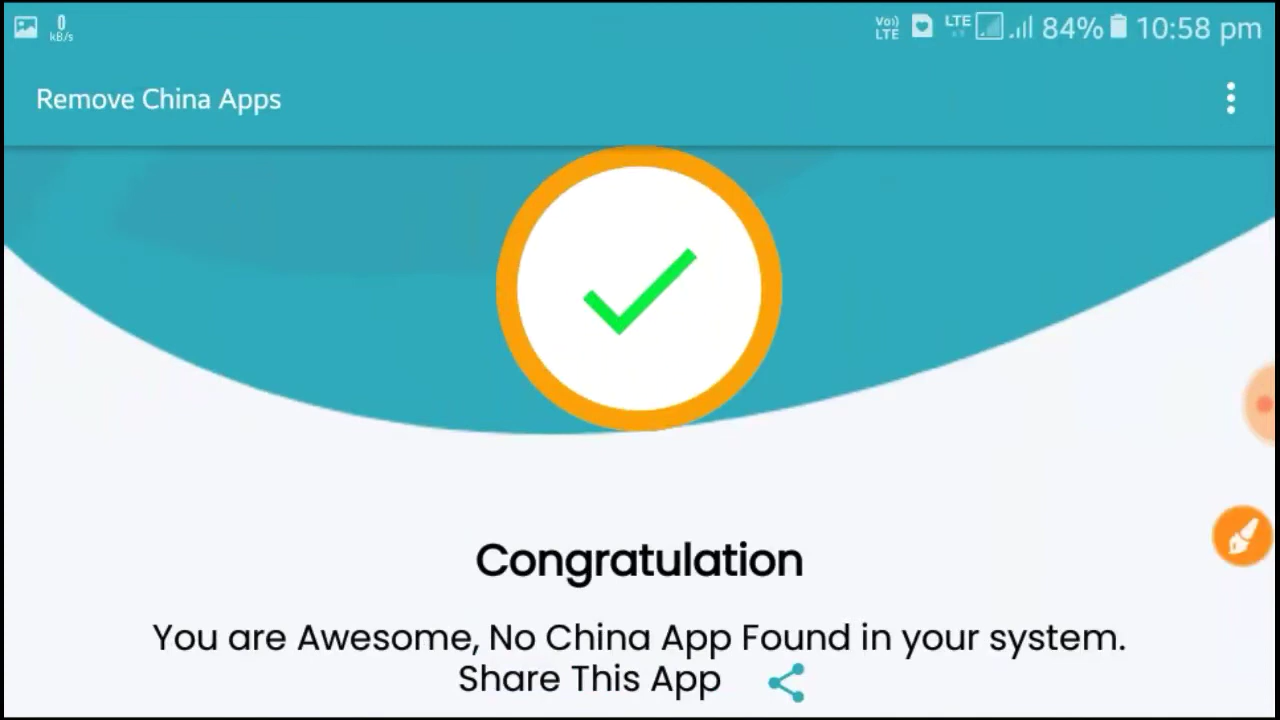 0
kB/s
Vo))
LTE
LTE
84%
10:58 pm
Remove China Apps
Congratulation
You are Awesome, No China App Found in your system.
Share This App